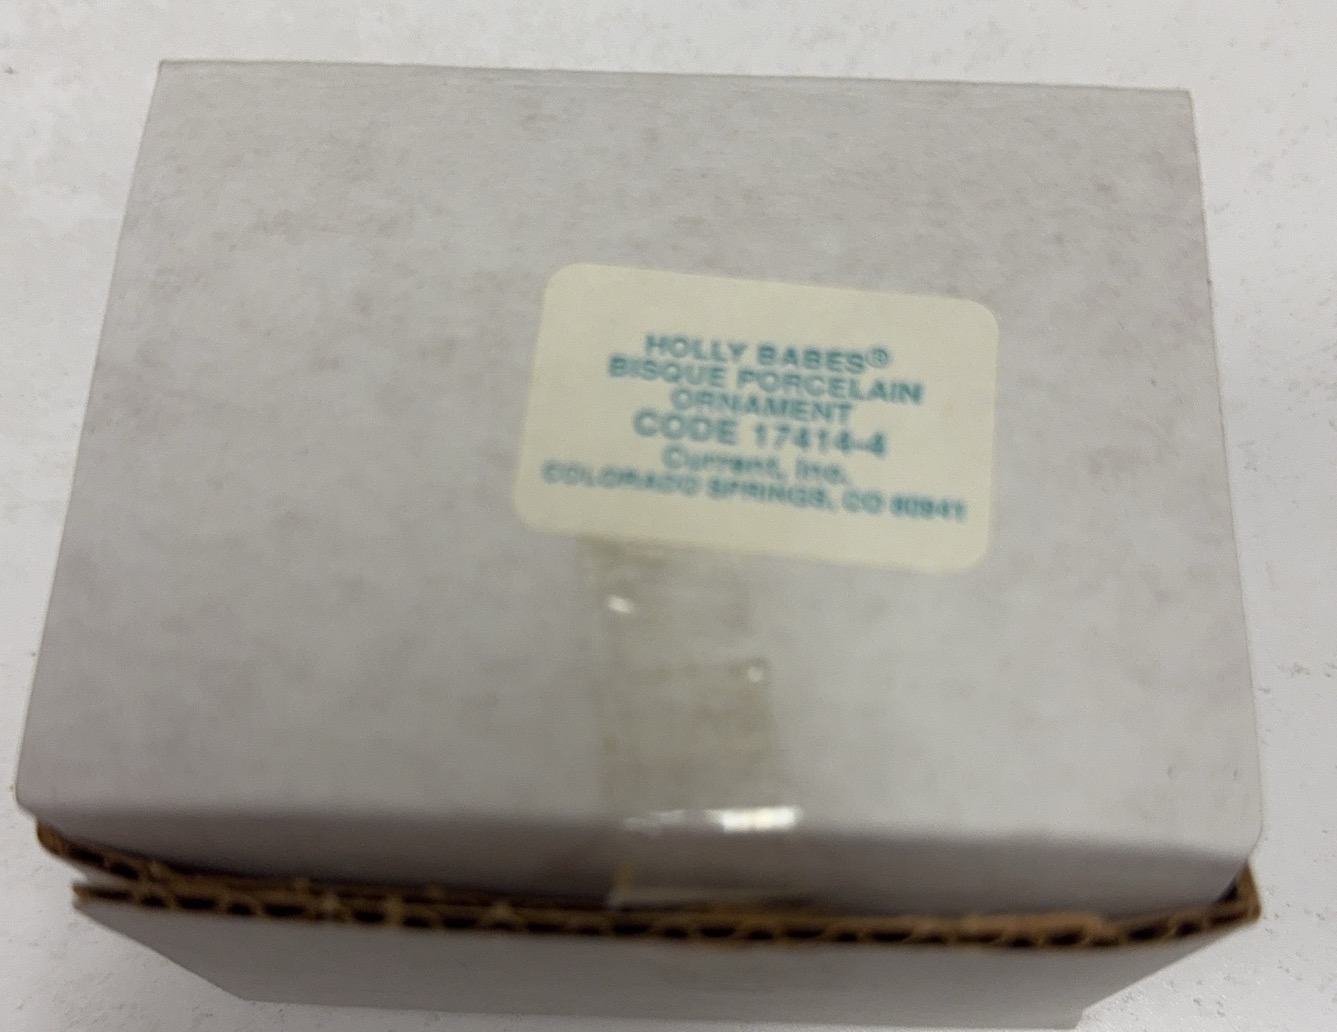 HOLLY BABES®
BISQUE PORCELAIN
ORNAMENT
CODE 17414-4
Current, Inc.
COLORADO SPRINGS, CO 80941